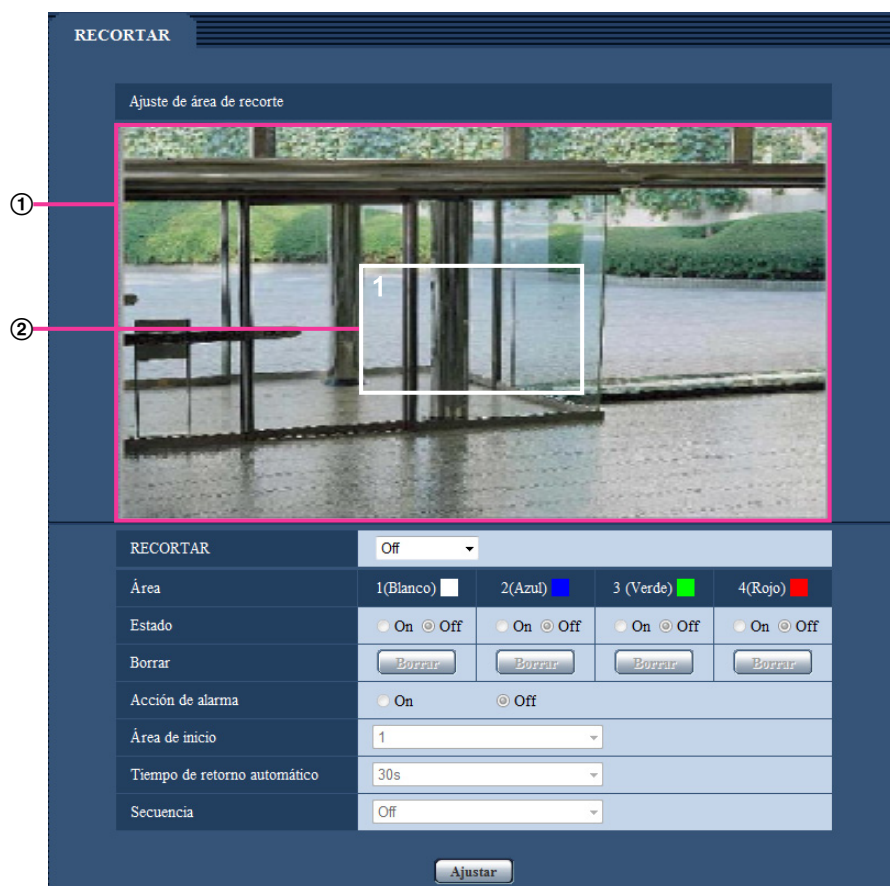 RECORTAR
Ajuste de área de recorte
①
②
1
RECORTAR Off
Área 1(Blanco) 2(Azul) 3 (Verde) 4(Rojo)
Estado On Off On Off On Off On Off
Borrar Borrar Borrar Borrar Borrar
Acción de alarma On Off
Área de inicio 1
Tiempo de retorno automático 30s
Secuencia Off
Ajustar